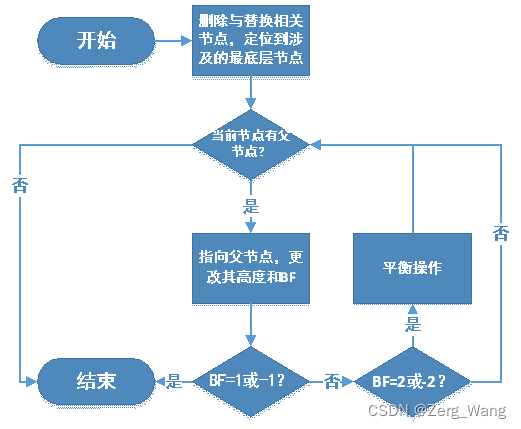 开始
删除与替换相关
节点，定位到涉
及的最底层节点
当前节点有父
节点？
否
是
否
指向父节点，更
改其高度和BF
平衡操作
是
结束
是
BF=1或-1？
否
BF=2或-2？
CSDN @Zerg_Wang